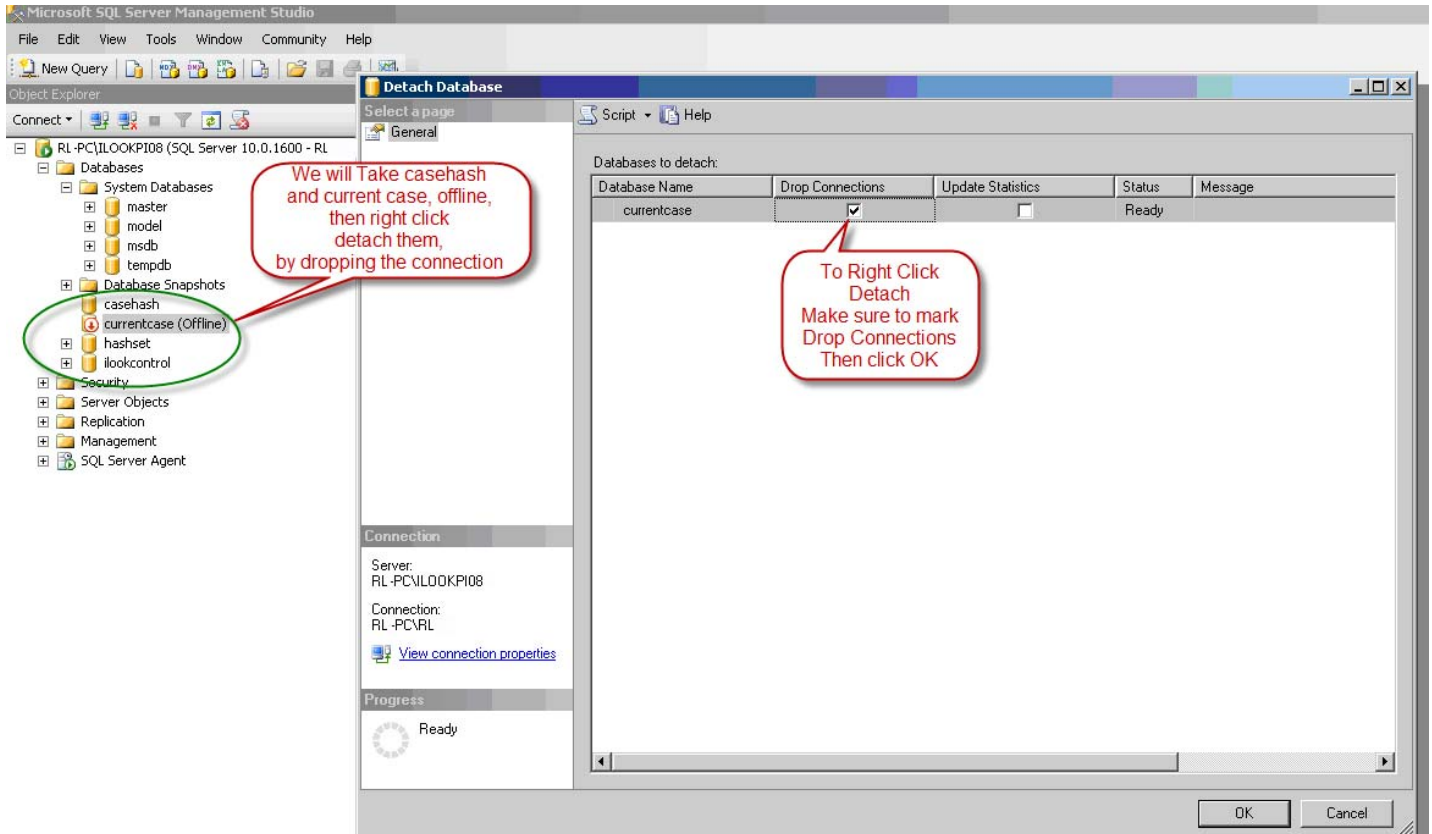 Microsoft SQL Server Management Studio
File Edit View Tools Window Community Help
New Query
Object Explorer
Connect
RL-PC\ILOOKPI08 (SQL Server 10.0.1600 - RL
Databases
System Databases
master
model
msdb
tempdb
Database Snapshots
casehash
currentcase (Offline)
hashset
ilookcontrol
Security
Server Objects
Replication
Management
SQL Server Agent
We will Take casehash
and current case, offline,
then right click
detach them,
by dropping the connection
Detach Database
Select a page
General
Script Help
Databases to detach:
Database Name Drop Connections Update Statistics Status Message
currentcase Ready
To Right Click
Detach
Make sure to mark
Drop Connections
Then click OK
Connection
Server:
RL-PC\ILOOKPI08
Connection:
RL-PC\RL
View connection properties
Progress
Ready
OK Cancel